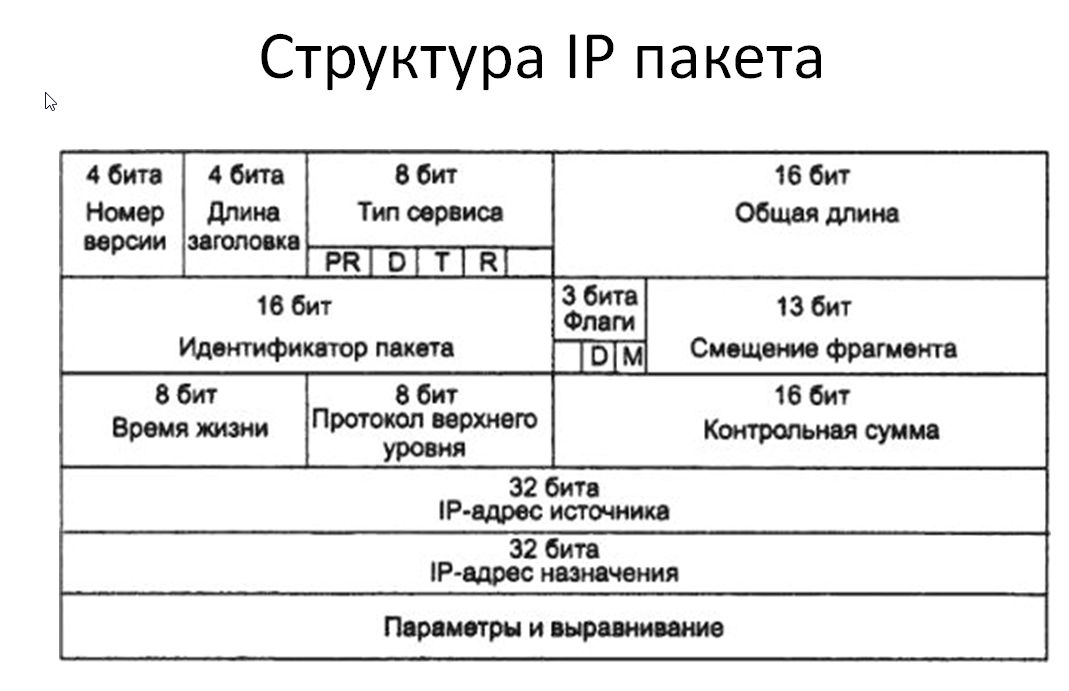 Структура IP пакета
4 бита
Номер
версии
4 бита
Длина
заголовка
8 бит
Тип сервиса
PR D T R
16 бит
Общая длина
16 бит
Идентификатор пакета
3 бита
Флаги
D M
13 бит
Смещение фрагмента
8 бит
Время жизни
8 бит
Протокол верхнего
уровня
16 бит
Контрольная сумма
32 бита
IP-адрес источника
32 бита
IP-адрес назначения
Параметры и выравнивание